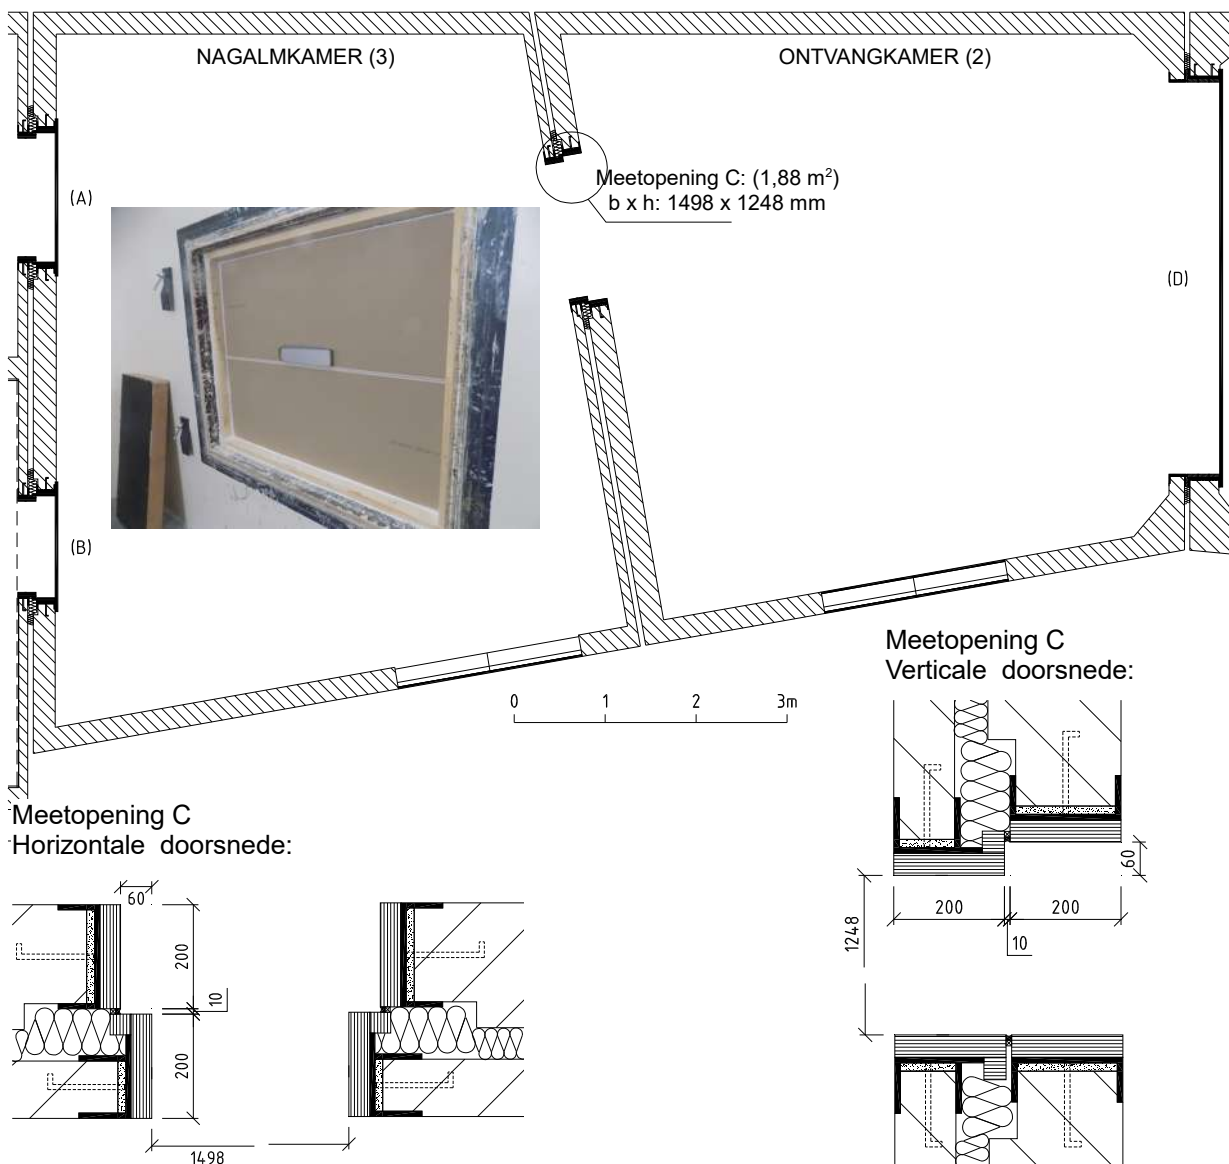 NAGALMKAMER (3)
ONTVANGKAMER (2)
(A)
Meetopening C: (1,88 m²)
b x h: 1498 x 1248 mm
(D)
(B)
Meetopening C
Verticale doorsnede:
0 1 2 3m
Meetopening C
Horizontale doorsnede:
60
200
10
200
1498
60
200
200
10
1248